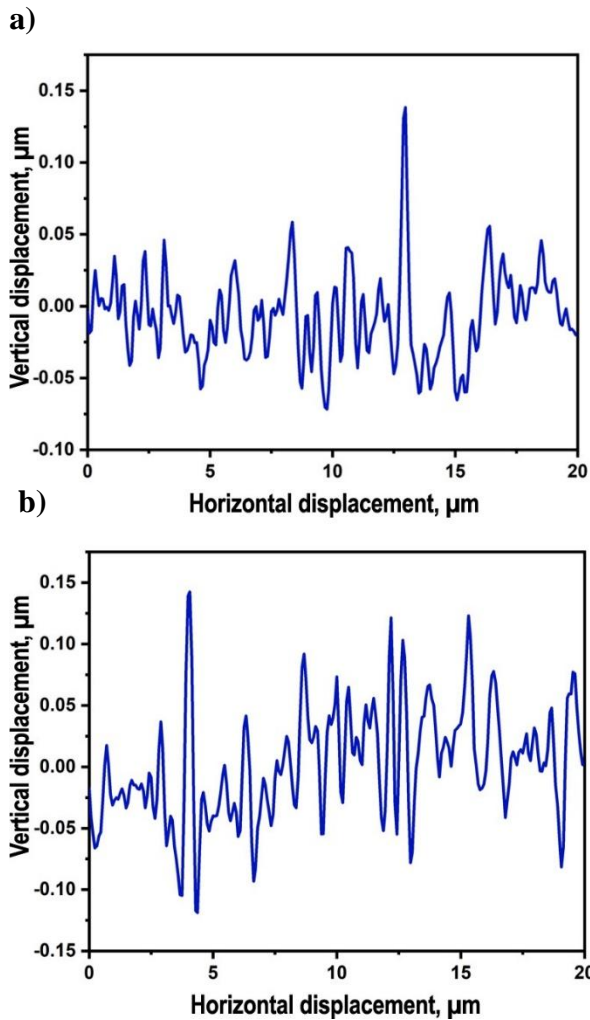 a)
0.15
0.10
0.05
0.00
-0.05
-0.10
Vertical displacement, µm
0 5 10 15 20
Horizontal displacement, µm
b)
0.15
0.10
0.05
0.00
-0.05
-0.10
-0.15
Vertical displacement, µm
0 5 10 15 20
Horizontal displacement, µm